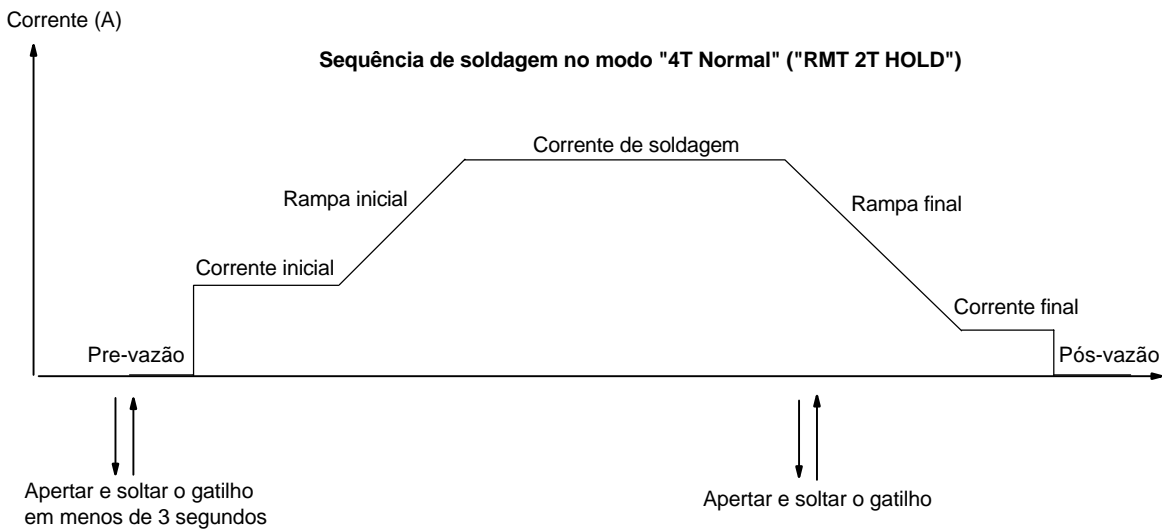 Corrente (A)
Sequência de soldagem no modo "4T Normal" ("RMT 2T HOLD")
Corrente de soldagem
Rampa inicial
Rampa final
Corrente inicial
Corrente final
Pre-vazão
Pós-vazão
Apertar e soltar o gatilho
em menos de 3 segundos
Apertar e soltar o gatilho